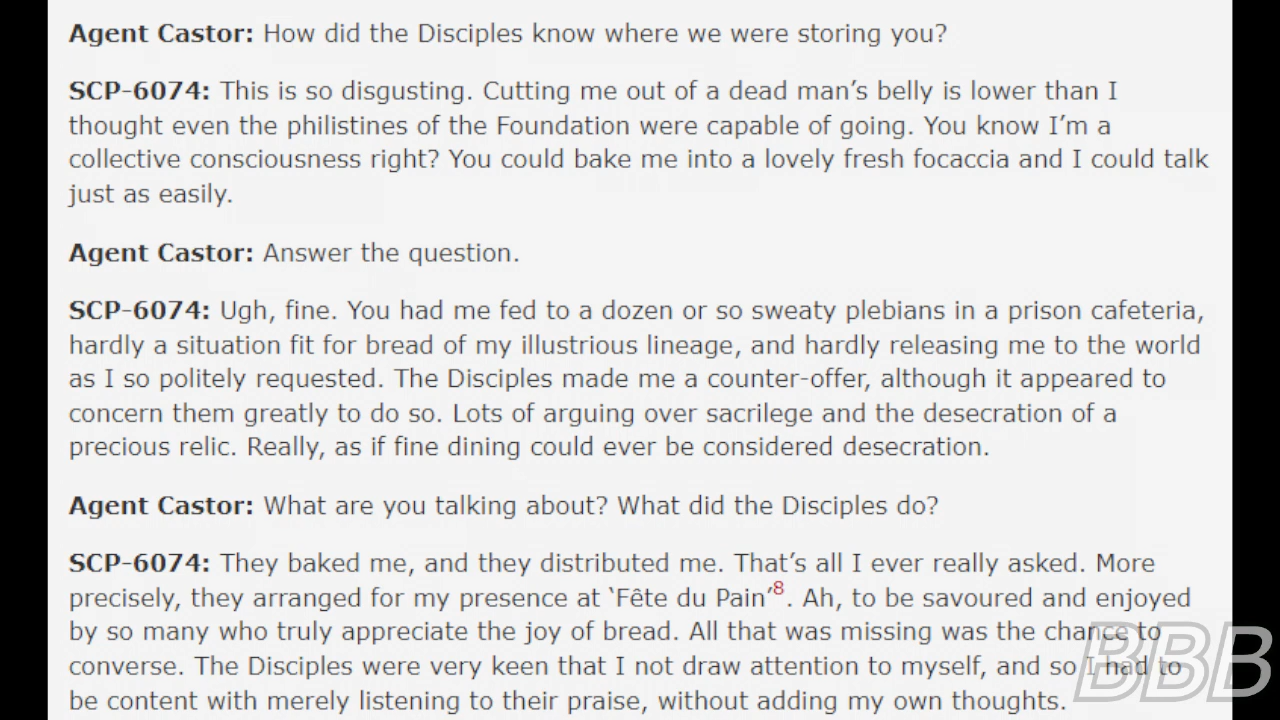 Agent Castor: How did the Disciples know where we were storing you?
SCP-6074: This is so disgusting. Cutting me out of a dead man's belly is lower than I
thought even the philistines of the Foundation were capable of going. You know I'm a
collective consciousness right? You could bake me into a lovely fresh focaccia and I could talk
just as easily.
Agent Castor: Answer the question.
SCP-6074: Ugh, fine. You had me fed to a dozen or so sweaty plebians in a prison cafeteria,
hardly a situation fit for bread of my illustrious lineage, and hardly releasing me to the world
as I so politely requested. The Disciples made me a counter-offer, although it appeared to
concern them greatly to do so. Lots of arguing over sacrilege and the desecration of a
precious relic. Really, as if fine dining could ever be considered desecration.
Agent Castor: What are you talking about? What did the Disciples do?
SCP-6074: They baked me, and they distributed me. That's all I ever really asked. More
precisely, they arranged for my presence at 'Fête du Pain'8. Ah, to be savoured and enjoyed
by so many who truly appreciate the joy of bread. All that was missing was the chance to
converse. The Disciples were very keen that I not draw attention to myself, and so I had to
be content with merely listening to their praise, without adding my own thoughts.
BBB